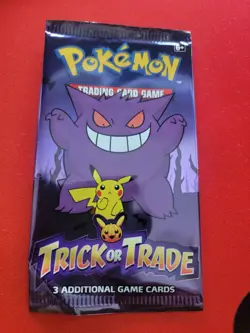 POKÉMON
TRADING CARD GAME
6+
TRICK OR TRADE
3 ADDITIONAL GAME CARDS